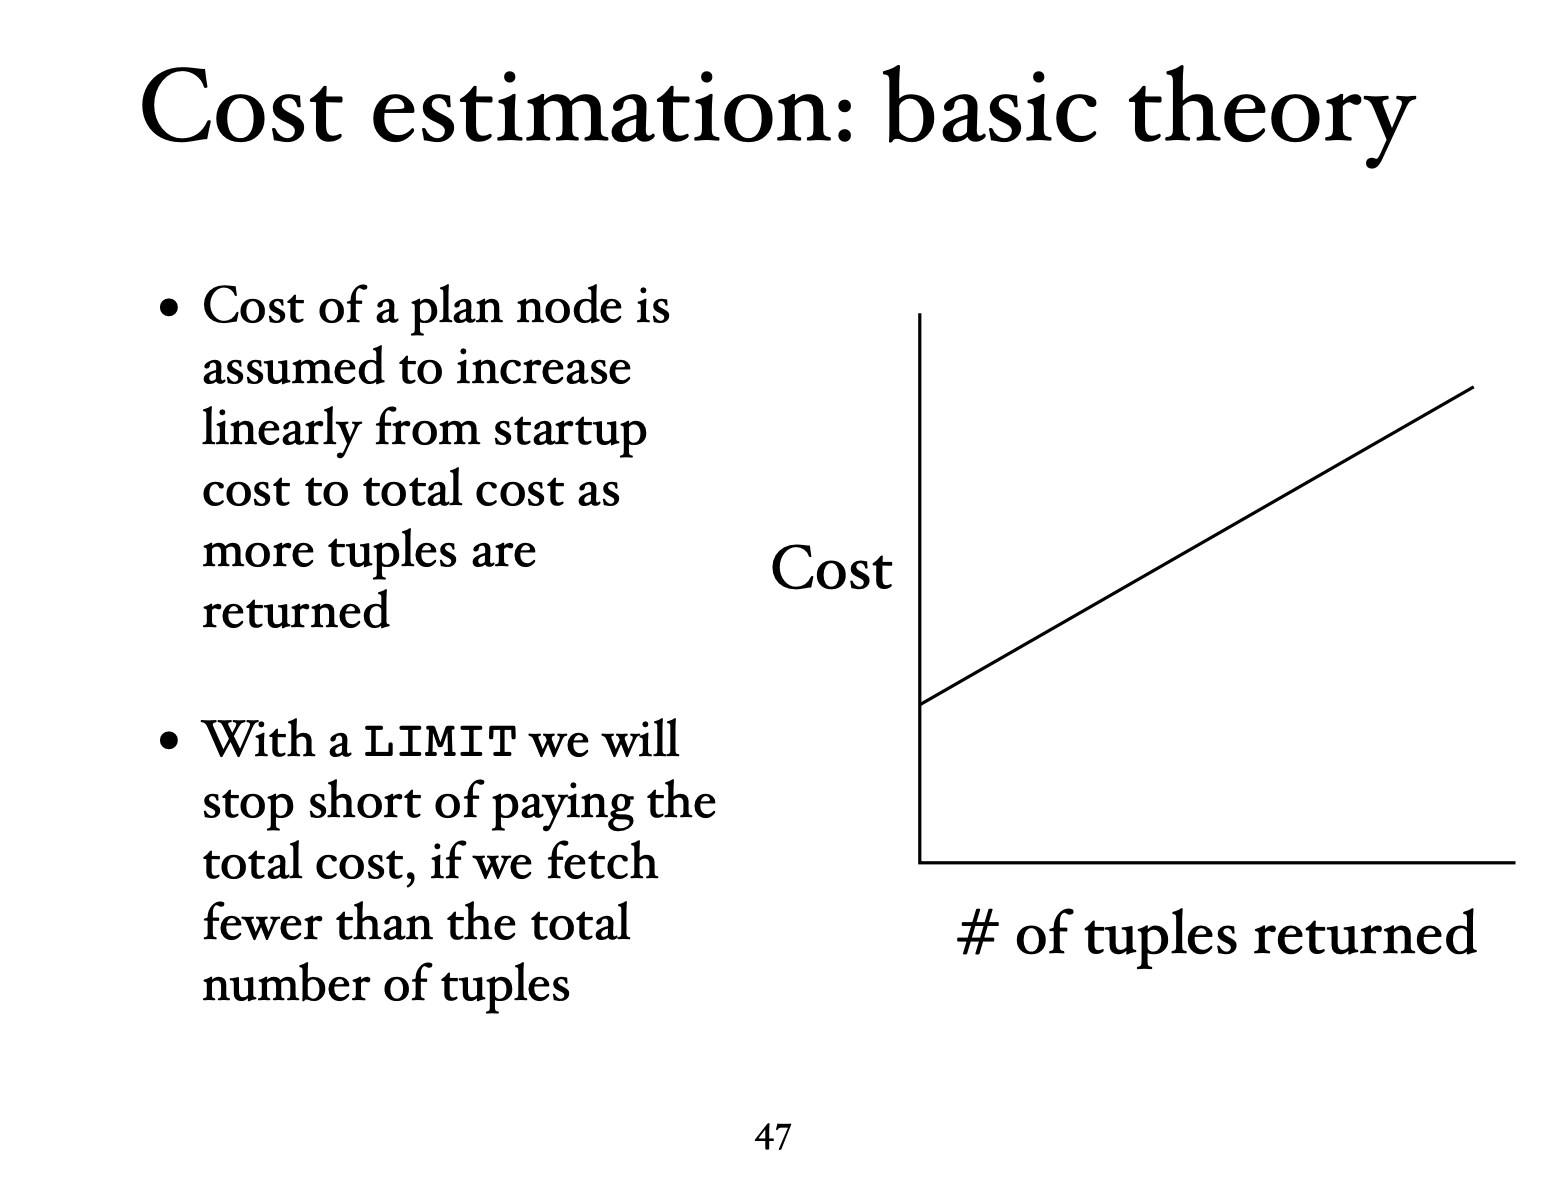 Cost estimation: basic theory
• Cost of a plan node is
assumed to increase
linearly from startup
cost to total cost as
more tuples are
returned
• With a LIMIT we will
stop short of paying the
total cost, if we fetch
fewer than the total
number of tuples
Cost
# of tuples returned
47